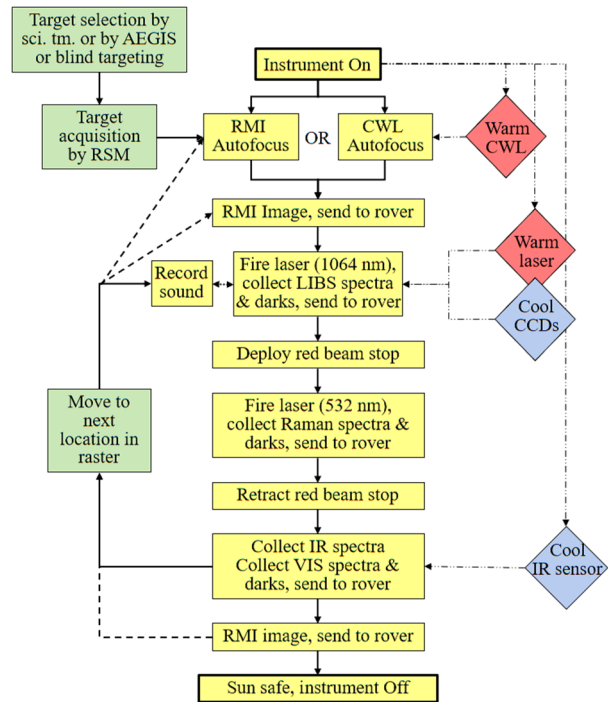 Target selection by
sci. tm. or by AEGIS
or blind targeting
Instrument On
Target
acquisition
by RSM
RMI
Autofocus
OR
CWL
Autofocus
Warm
CWL
RMI Image, send to rover
Record
sound
Fire laser (1064 nm),
collect LIBS spectra
& darks, send to rover
Warm
laser
Cool
CCDs
Deploy red beam stop
Move to
next
location in
raster
Fire laser (532 nm),
collect Raman spectra &
darks, send to rover
Retract red beam stop
Collect IR spectra
Collect VIS spectra &
darks, send to rover
Cool
IR sensor
RMI image, send to rover
Sun safe, instrument Off